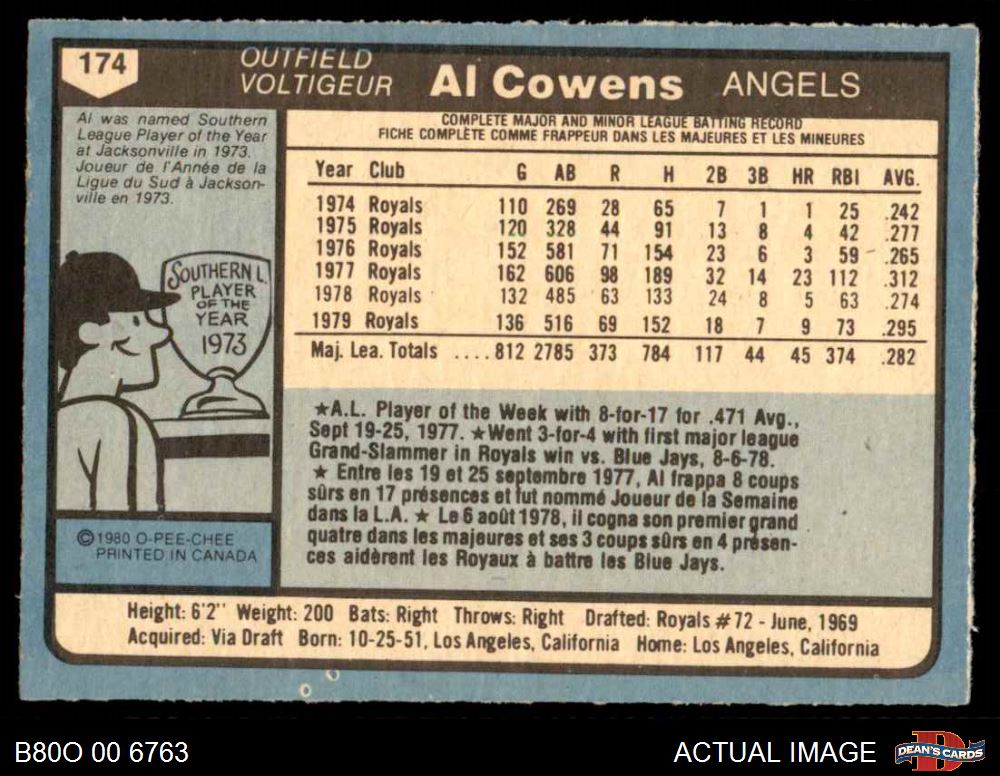 174
OUTFIELD
VOLTIGEUR
Al Cowens
ANGELS
Al was named Southern
League Player of the Year
at Jacksonville in 1973.
Joueur de l'Année de la
Ligue du Sud à Jackson-
ville en 1973.
SOUTHERN L.
PLAYER
OF THE
YEAR
1973
©1980 O-PEE-CHEE
PRINTED IN CANADA
COMPLETE MAJOR AND MINOR LEAGUE BATTING RECORD
FICHE COMPLÈTE COMME FRAPPEUR DANS LES MAJEURES ET LES MINEURES
Year Club G AB R H 2B 3B HR RBI AVG.
1974 Royals 110 269 28 65 7 1 1 25 .242
1975 Royals 120 328 44 91 13 8 4 42 .277
1976 Royals 152 581 71 154 23 6 3 59 .265
1977 Royals 162 606 98 189 32 14 23 112 .312
1978 Royals 132 485 63 133 24 8 5 63 .274
1979 Royals 136 516 69 152 18 7 9 73 .295
Maj. Lea. Totals ....812 2785 373 784 117 44 45 374 .282
★A.L. Player of the Week with 8-for-17 for .471 Avg.,
Sept 19-25, 1977. ★Went 3-for-4 with first major league
Grand-Slammer in Royals win vs. Blue Jays, 8-6-78.
★ Entre les 19 et 25 septembre 1977, Al frappa 8 coups
sûrs en 17 présences et fut nommé Joueur de la Semaine
dans la L.A. ★ Le 6 août 1978, il cogna son premier grand
quatre dans les majeures et ses 3 coups sûrs en 4 présen-
ces aidèrent les Royaux à battre les Blue Jays.
Height: 6'2" Weight: 200 Bats: Right Throws: Right Drafted: Royals #72 - June, 1969
Acquired: Via Draft Born: 10-25-51, Los Angeles, California Home: Los Angeles, California
B80O 00 6763
ACTUAL IMAGE
DEAN'S CARDS